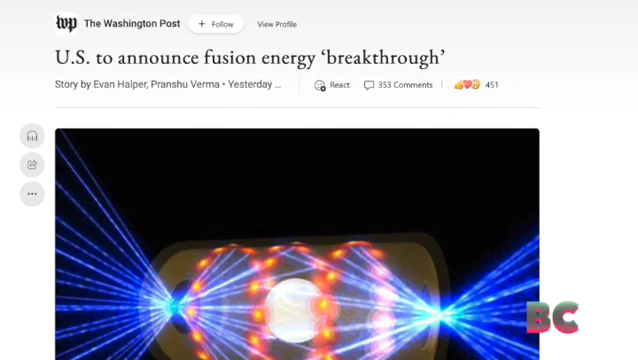 wp The Washington Post + Follow View Profile
U.S. to announce fusion energy ‘breakthrough’
Story by Evan Halper, Pranshu Verma • Yesterday ... React 353 Comments | 451
BC